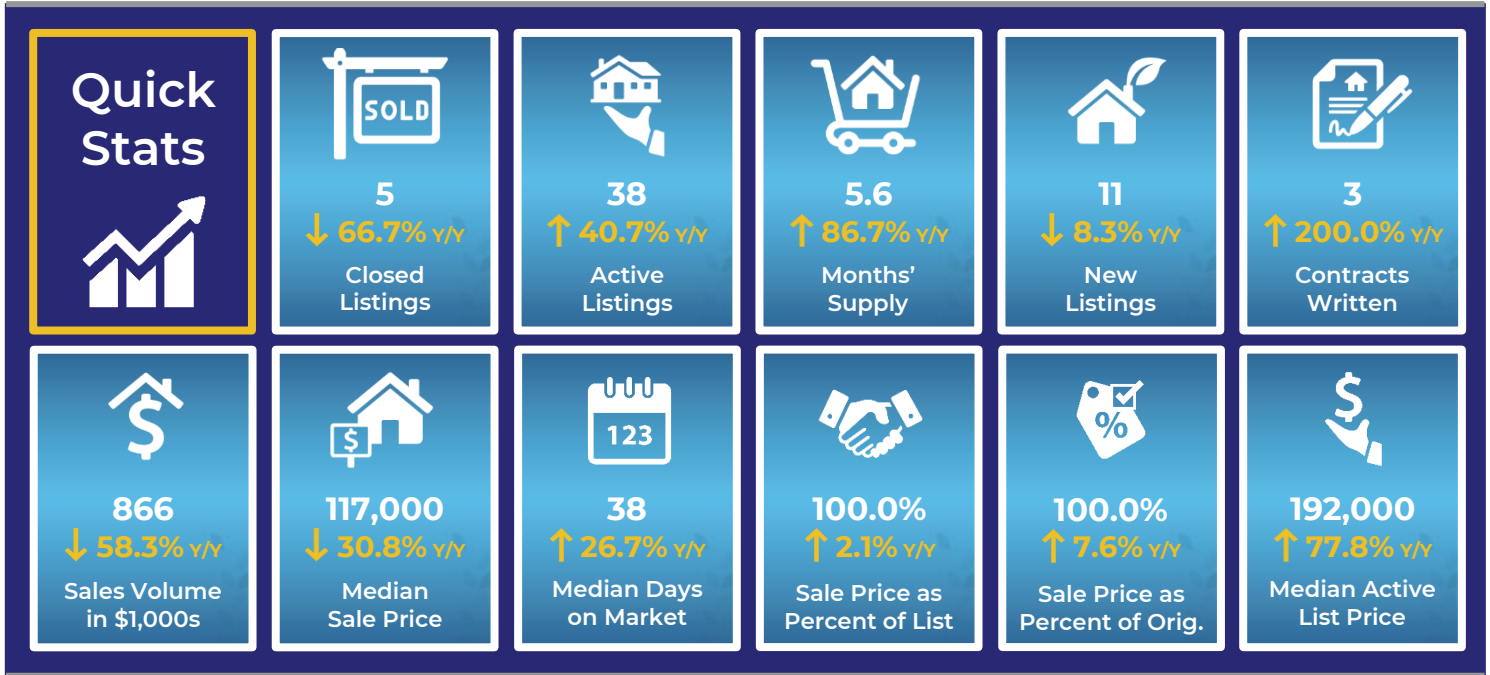 Quick
Stats
SOLD
5
↓ 66.7% Y/Y
Closed
Listings
38
↑ 40.7% Y/Y
Active
Listings
5.6
↑ 86.7% Y/Y
Months’
Supply
11
↓ 8.3% Y/Y
New
Listings
3
↑ 200.0% Y/Y
Contracts
Written
$
866
↓ 58.3% Y/Y
Sales Volume
in $1,000s
$
117,000
↓ 30.8% Y/Y
Median
Sale Price
123
38
↑ 26.7% Y/Y
Median Days
on Market
100.0%
↑ 2.1% Y/Y
Sale Price as
Percent of List
%
100.0%
↑ 7.6% Y/Y
Sale Price as
Percent of Orig.
$
192,000
↑ 77.8% Y/Y
Median Active
List Price